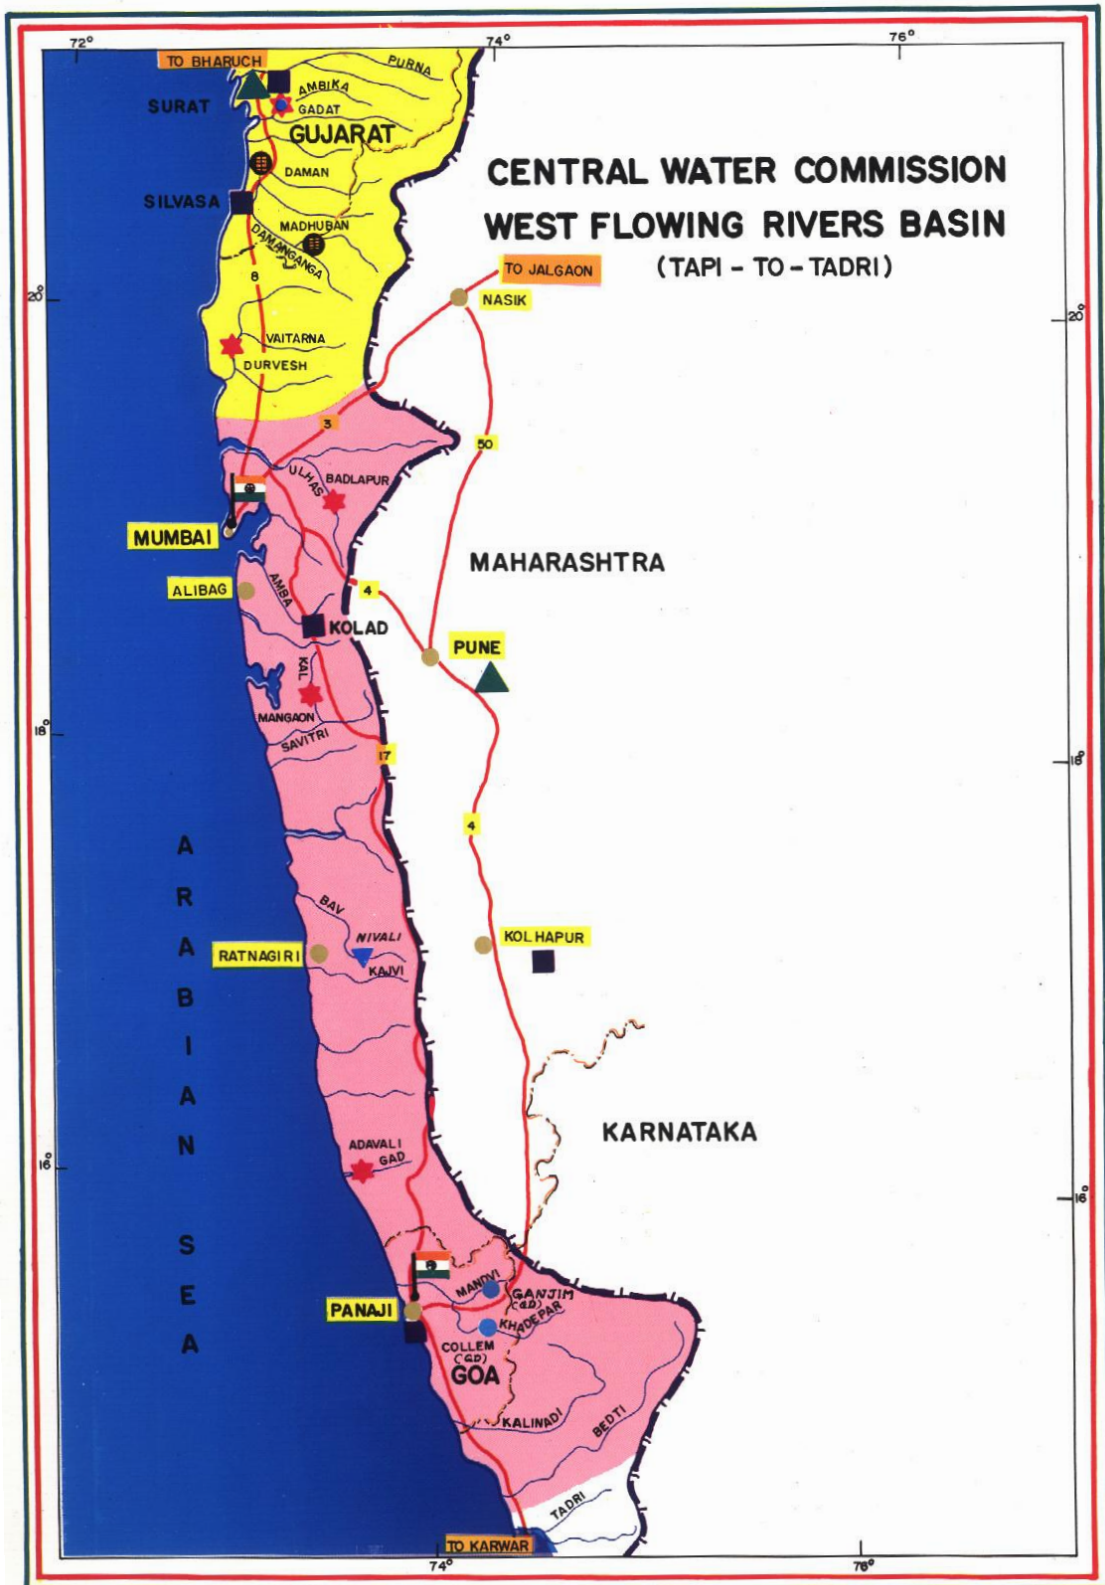 72°
74°
76°
TO BHARUCH
PURNA
AMBIKA
SURAT
GADAT
GUJARAT
DAMAN
SILVASA
MADHUBAN
DAMANGANGA
8
CENTRAL WATER COMMISSION
WEST FLOWING RIVERS BASIN
(TAPI - TO - TADRI)
TO JALGAON
NASIK
20°
20°
VAITARNA
DURVESH
3
50
ULHAS
BADLAPUR
MUMBAI
MAHARASHTRA
ALIBAG
AMBA
4
KOLAD
PUNE
KAL
MANGAON
SAVITRI
18°
18°
17
4
ARABIAN SEA
BAV
NIVALI
RATNAGIRI
KAJVI
KOLHAPUR
KARNATAKA
ADAVALI
GAD
16°
16°
MANDVI
GANJIM
(GD)
PANAJI
KHADEPAR
COLLEM
(GD)
GOA
KALINADI
BEDTI
TADRI
TO KARWAR
74°
76°